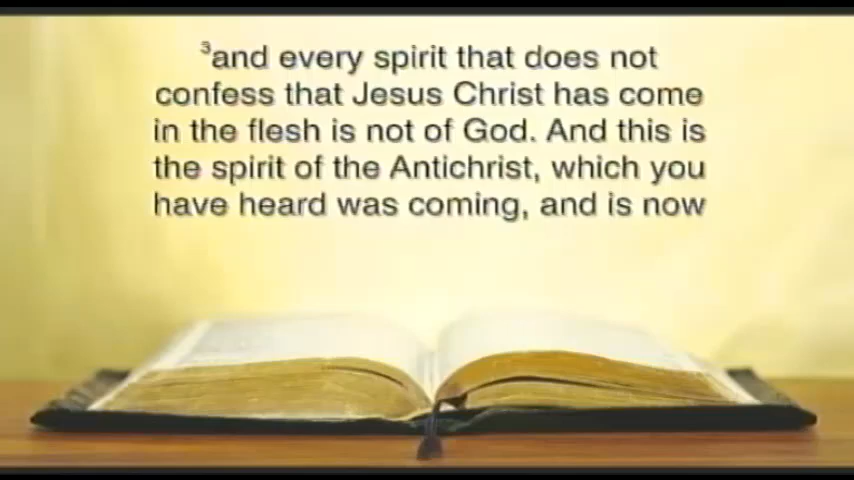 ³and every spirit that does not
confess that Jesus Christ has come
in the flesh is not of God. And this is
the spirit of the Antichrist, which you
have heard was coming, and is now